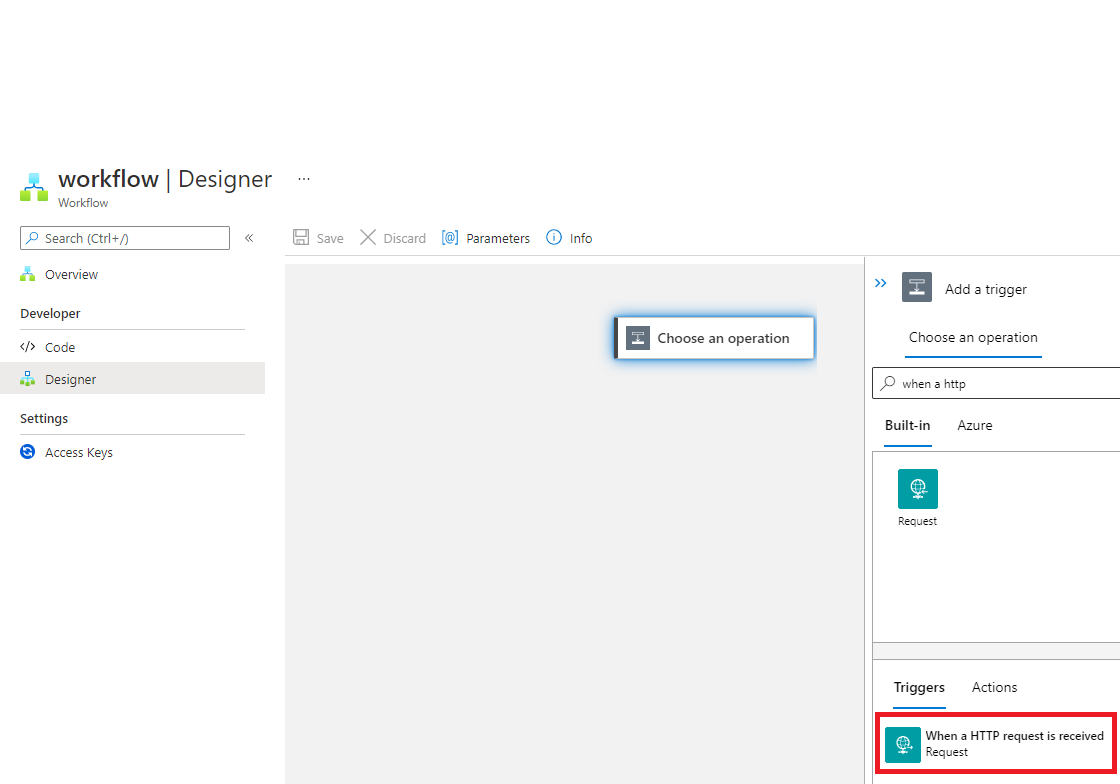 workflow | Designer ...
Workflow
Search (Ctrl+/)
«
Overview
Developer
</> Code
Designer
Settings
Access Keys
Save Discard [@] Parameters Info
Choose an operation
» Add a trigger
Choose an operation
when a http
Built-in Azure
Request
Triggers Actions
When a HTTP request is received
Request